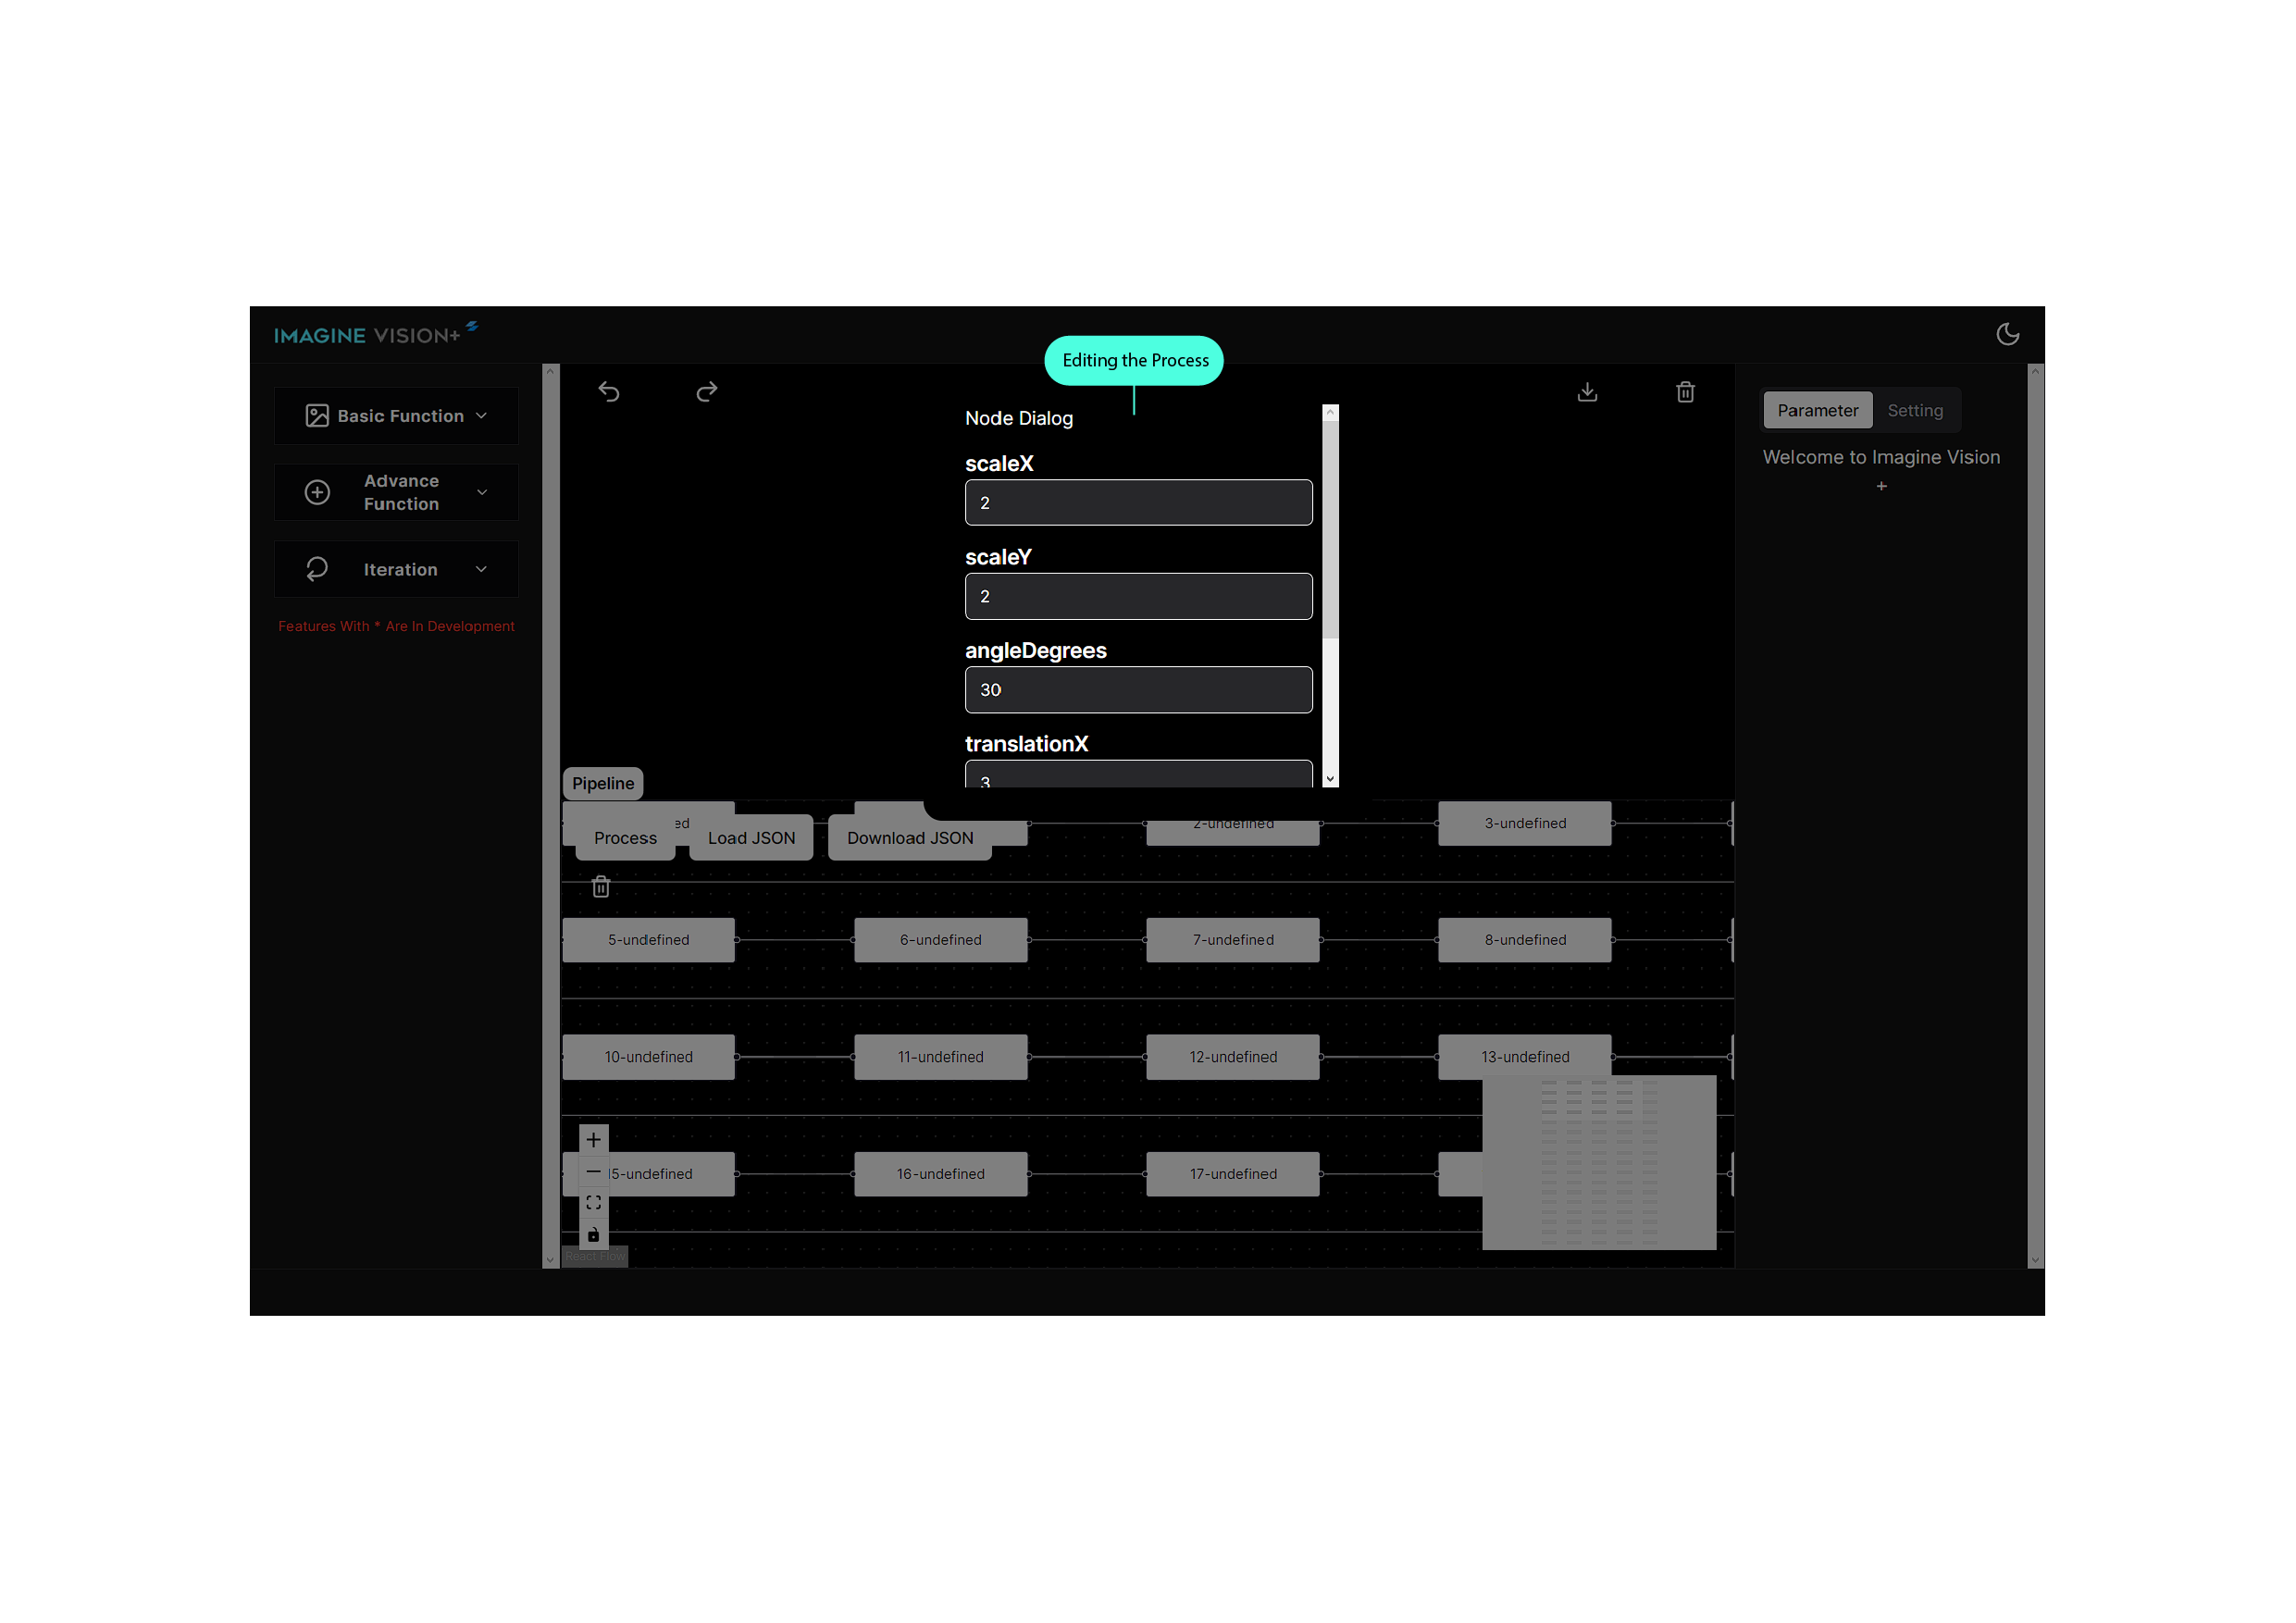 IMAGINE VISION+
Editing the Process
Basic Function
Advance
Function
Iteration
Features With * Are In Development
Node Dialog
scaleX
2
scaleY
2
angleDegrees
30
translationX
3
Parameter
Setting
Welcome to Imagine Vision
+
Pipeline
ed
2-undefined
3-undefined
Process
Load JSON
Download JSON
5-undefined
6-undefined
7-undefined
8-undefined
10-undefined
11-undefined
12-undefined
13-undefined
15-undefined
16-undefined
17-undefined
React Flow